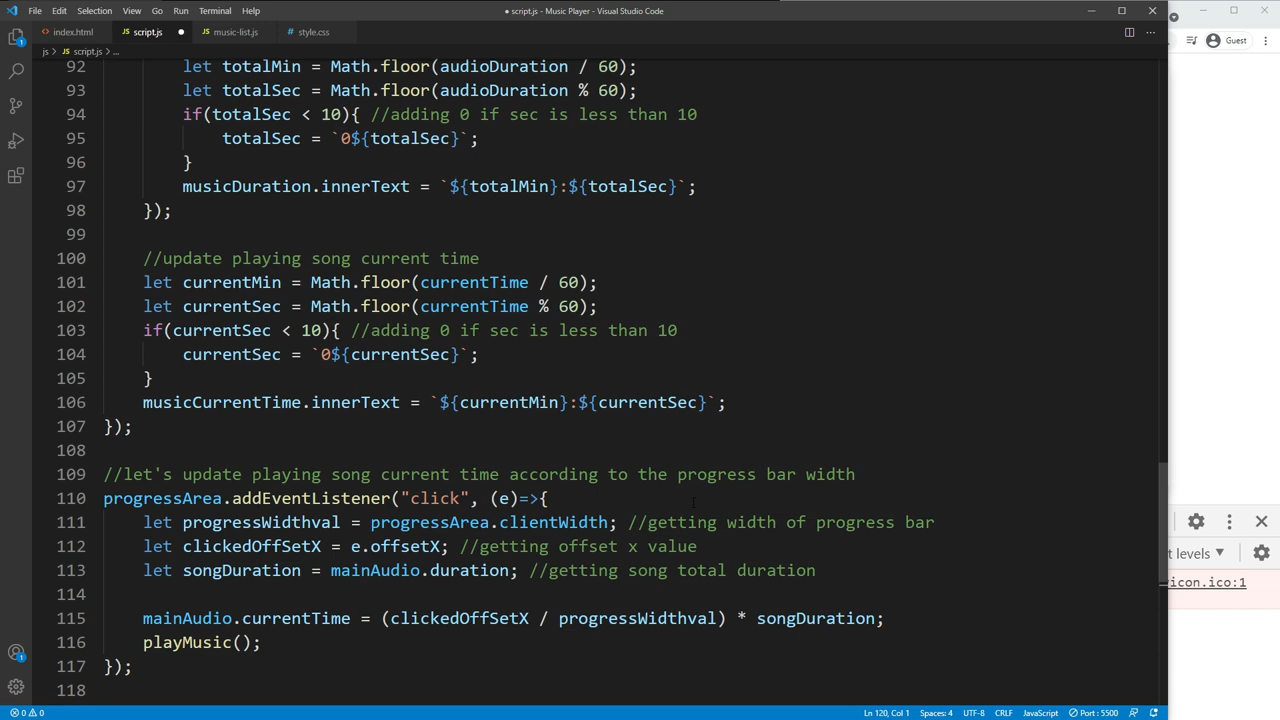 File Edit Selection View Go Run Terminal Help
● script.js - Music Player - Visual Studio Code
Guest
index.html script.js music-list.js style.css
js > script.js > ...
92 let totalMin = Math.floor(audioDuration / 60);
93 let totalSec = Math.floor(audioDuration % 60);
94 if(totalSec < 10){ //adding 0 if sec is less than 10
95 totalSec = `0${totalSec}`;
96 }
97 musicDuration.innerText = `${totalMin}:${totalSec}`;
98 });
99
100 //update playing song current time
101 let currentMin = Math.floor(currentTime / 60);
102 let currentSec = Math.floor(currentTime % 60);
103 if(currentSec < 10){ //adding 0 if sec is less than 10
104 currentSec = `0${currentSec}`;
105 }
106 musicCurrentTime.innerText = `${currentMin}:${currentSec}`;
107 });
108
109 //let's update playing song current time according to the progress bar width
110 progressArea.addEventListener("click", (e)=>{
111 let progressWidthval = progressArea.clientWidth; //getting width of progress bar
112 let clickedOffSetX = e.offsetX; //getting offset x value
113 let songDuration = mainAudio.duration; //getting song total duration
114
115 mainAudio.currentTime = (clickedOffSetX / progressWidthval) * songDuration;
116 playMusic();
117 });
118
t levels ▼
icon.ico:1
0 0 Ln 120, Col 1 Spaces: 4 UTF-8 CRLF JavaScript Port : 5500